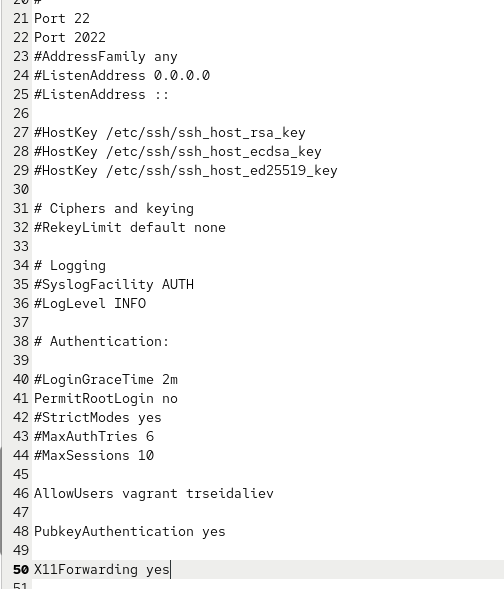 20 #
21 Port 22
22 Port 2022
23 #AddressFamily any
24 #ListenAddress 0.0.0.0
25 #ListenAddress ::
26
27 #HostKey /etc/ssh/ssh_host_rsa_key
28 #HostKey /etc/ssh/ssh_host_ecdsa_key
29 #HostKey /etc/ssh/ssh_host_ed25519_key
30
31 # Ciphers and keying
32 #RekeyLimit default none
33
34 # Logging
35 #SyslogFacility AUTH
36 #LogLevel INFO
37
38 # Authentication:
39
40 #LoginGraceTime 2m
41 PermitRootLogin no
42 #StrictModes yes
43 #MaxAuthTries 6
44 #MaxSessions 10
45
46 AllowUsers vagrant trseidaliev
47
48 PubkeyAuthentication yes
49
50 X11Forwarding yes
51